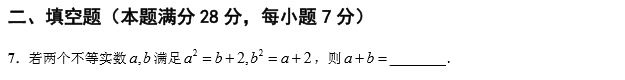 二、填空题（本题满分 28 分，每小题 7 分）
7．若两个不等实数 a,b 满足 a² = b + 2, b² = a + 2，则 a + b = ________．